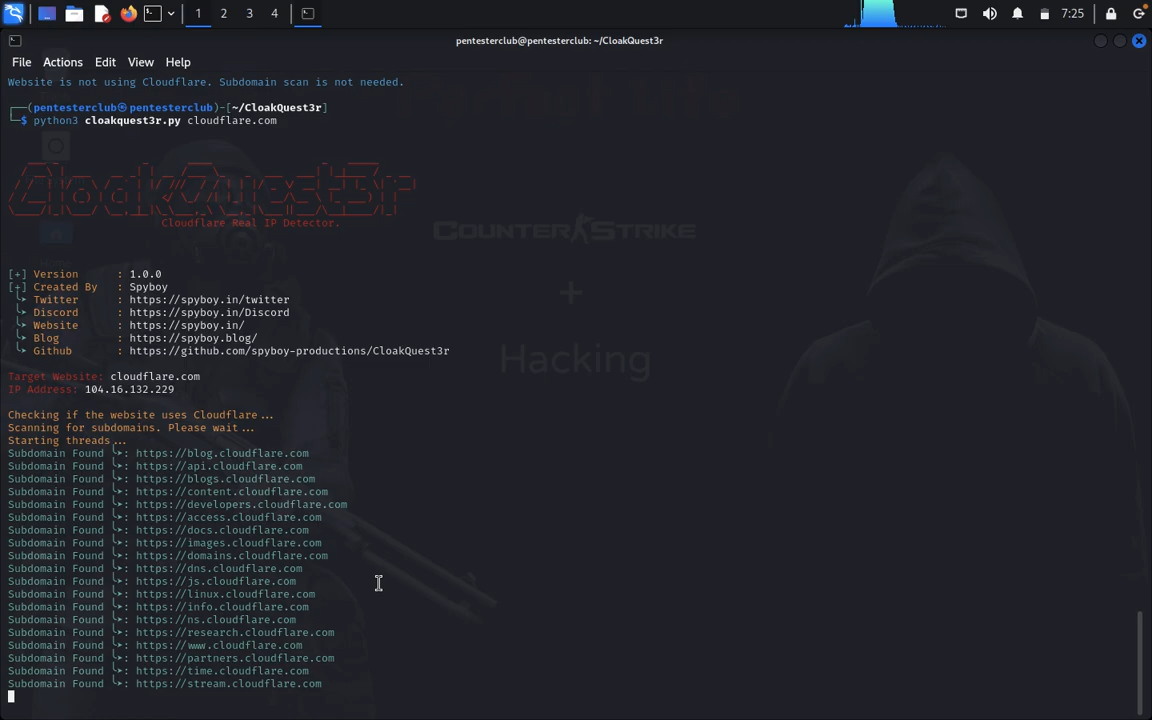 1 2 3 4 7:25
pentesterclub@pentesterclub: ~/CloakQuest3r
File Actions Edit View Help
Website is not using Cloudflare. Subdomain scan is not needed.
┌──(pentesterclub㉿pentesterclub)-[~/CloakQuest3r]
└─$ python3 cloakquest3r.py cloudflare.com
CloakQuest3r
Cloudflare Real IP Detector.
COUNTER STRIKE
+
Hacking
[+] Version : 1.0.0
[+] Created By : Spyboy
╰➤ Twitter : https://spyboy.in/twitter
╰➤ Discord : https://spyboy.in/Discord
╰➤ Website : https://spyboy.in/
╰➤ Blog : https://spyboy.blog/
╰➤ Github : https://github.com/spyboy-productions/CloakQuest3r
Target Website: cloudflare.com
IP Address: 104.16.132.229
Checking if the website uses Cloudflare...
Scanning for subdomains. Please wait...
Starting threads...
Subdomain Found ╰➤: https://blog.cloudflare.com
Subdomain Found ╰➤: https://api.cloudflare.com
Subdomain Found ╰➤: https://blogs.cloudflare.com
Subdomain Found ╰➤: https://content.cloudflare.com
Subdomain Found ╰➤: https://developers.cloudflare.com
Subdomain Found ╰➤: https://access.cloudflare.com
Subdomain Found ╰➤: https://docs.cloudflare.com
Subdomain Found ╰➤: https://images.cloudflare.com
Subdomain Found ╰➤: https://domains.cloudflare.com
Subdomain Found ╰➤: https://dns.cloudflare.com
Subdomain Found ╰➤: https://js.cloudflare.com
Subdomain Found ╰➤: https://linux.cloudflare.com
Subdomain Found ╰➤: https://info.cloudflare.com
Subdomain Found ╰➤: https://ns.cloudflare.com
Subdomain Found ╰➤: https://research.cloudflare.com
Subdomain Found ╰➤: https://www.cloudflare.com
Subdomain Found ╰➤: https://partners.cloudflare.com
Subdomain Found ╰➤: https://time.cloudflare.com
Subdomain Found ╰➤: https://stream.cloudflare.com